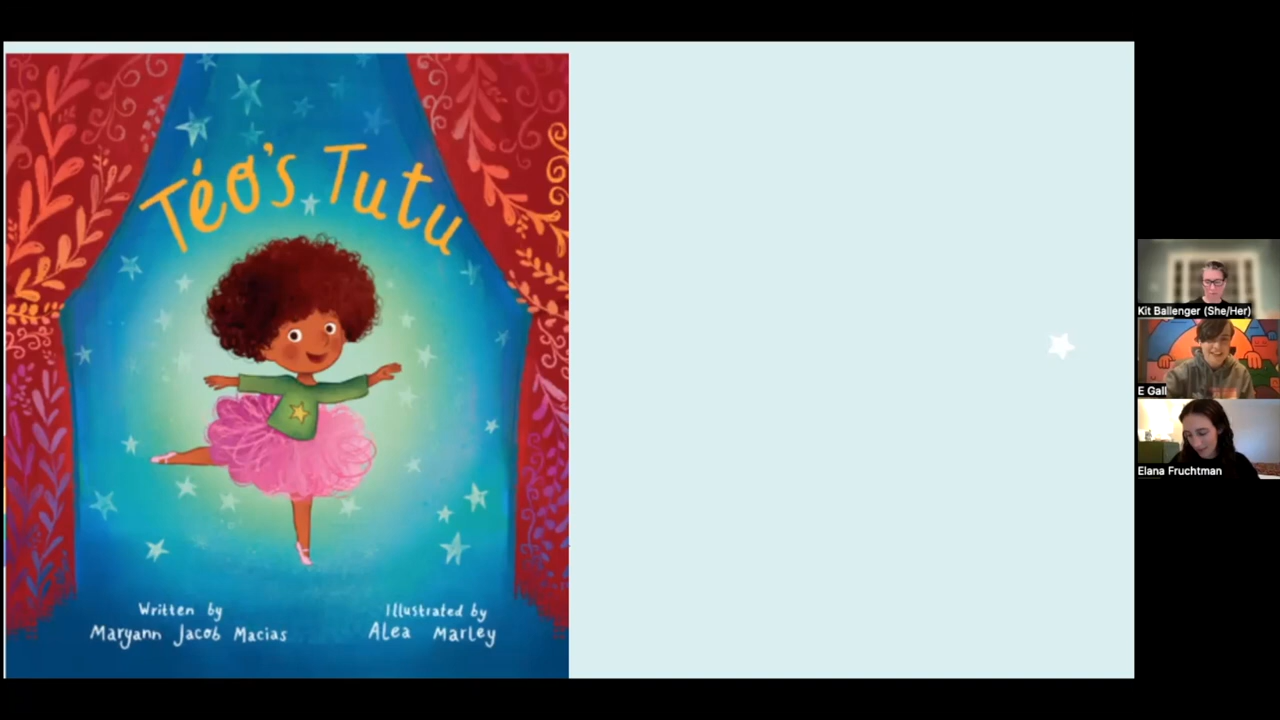 Téo's Tutu
Written by
Maryann Jacob Macias
Illustrated by
Alea Marley
Kit Ballenger (She/Her)
E Gall
Elana Fruchtman